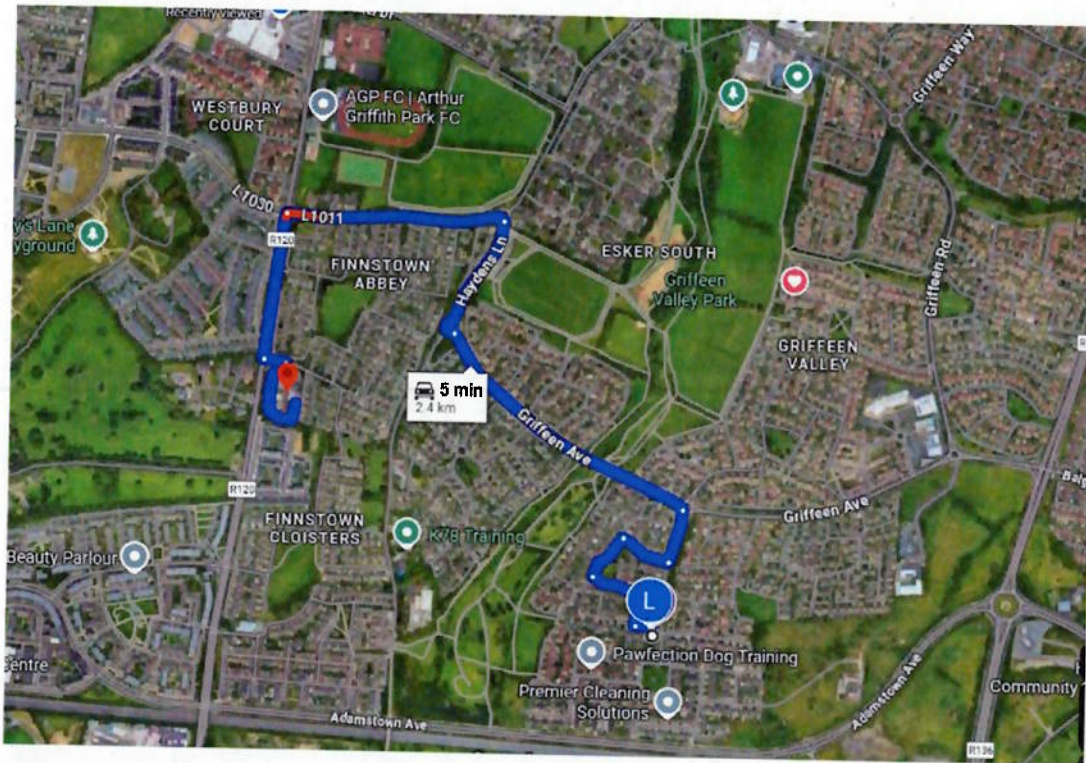 Recently viewed
WESTBURY
COURT
AGP FC | Arthur
Griffith Park FC
Griffeen Way
L1030
L1011
R120
y's Lane
yground
FINNSTOWN
ABBEY
Haydens Ln
ESKER SOUTH
Griffeen
Valley Park
Griffeen Rd
GRIFFEEN
VALLEY
5 min
2.4 km
Griffeen Ave
R120
FINNSTOWN
CLOISTERS
K78 Training
Griffeen Ave
Beauty Parlour
L
Pawfection Dog Training
Premier Cleaning
Solutions
entre
Adamstown Ave
Adamstown Ave
Community
R136